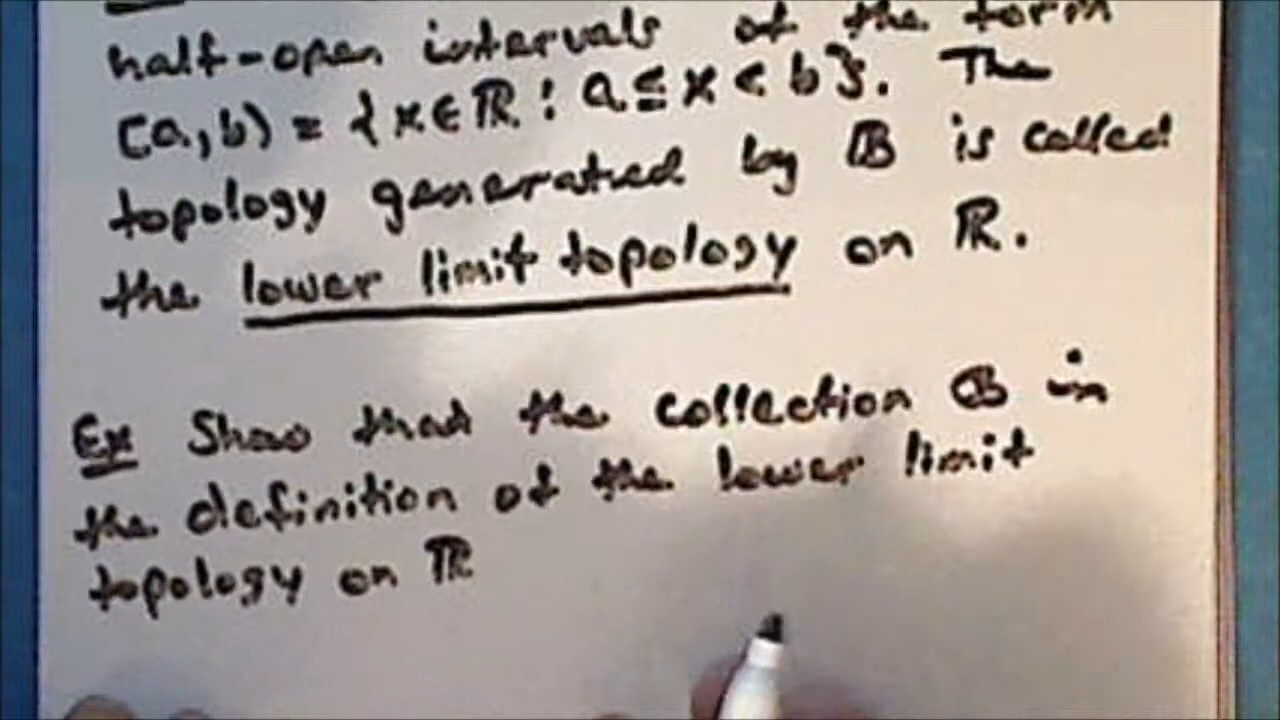 half-open intervals of the form
[a,b) = {x∈ℝ : a≤x<b}. The
topology generated by 𝔹 is called
the lower limit topology on ℝ.
Ex Show that the collection 𝔹 in
the definition of the lower limit
topology on ℝ